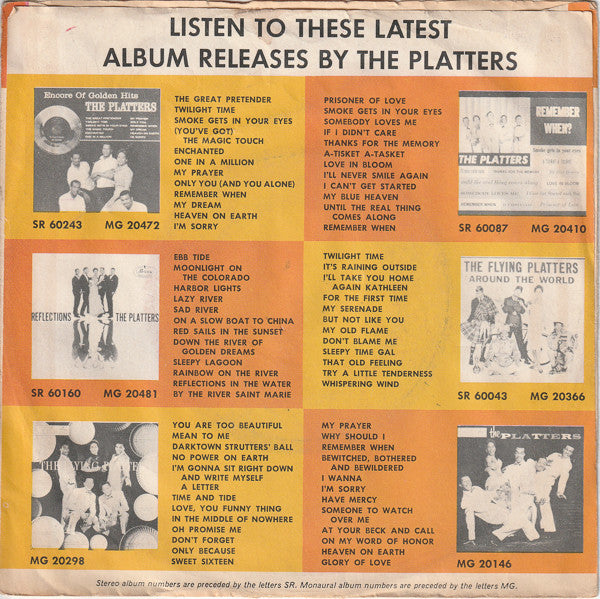 LISTEN TO THESE LATEST
ALBUM RELEASES BY THE PLATTERS
Encore Of Golden Hits
THE PLATTERS
SR 60243 MG 20472
THE GREAT PRETENDER
TWILIGHT TIME
SMOKE GETS IN YOUR EYES
(YOU'VE GOT)
THE MAGIC TOUCH
ENCHANTED
ONE IN A MILLION
MY PRAYER
ONLY YOU (AND YOU ALONE)
REMEMBER WHEN
MY DREAM
HEAVEN ON EARTH
I'M SORRY
PRISONER OF LOVE
SMOKE GETS IN YOUR EYES
SOMEBODY LOVES ME
IF I DIDN'T CARE
THANKS FOR THE MEMORY
A-TISKET A-TASKET
LOVE IN BLOOM
I'LL NEVER SMILE AGAIN
I CAN'T GET STARTED
MY BLUE HEAVEN
UNTIL THE REAL THING
COMES ALONG
REMEMBER WHEN
REMEMBER
WHEN?
THE PLATTERS
SR 60087 MG 20410
REFLECTIONS THE PLATTERS
SR 60160 MG 20481
EBB TIDE
MOONLIGHT ON
THE COLORADO
HARBOR LIGHTS
LAZY RIVER
SAD RIVER
ON A SLOW BOAT TO CHINA
RED SAILS IN THE SUNSET
DOWN THE RIVER OF
GOLDEN DREAMS
SLEEPY LAGOON
RAINBOW ON THE RIVER
REFLECTIONS IN THE WATER
BY THE RIVER SAINT MARIE
TWILIGHT TIME
IT'S RAINING OUTSIDE
I'LL TAKE YOU HOME
AGAIN KATHLEEN
FOR THE FIRST TIME
MY SERENADE
BUT NOT LIKE YOU
MY OLD FLAME
DON'T BLAME ME
SLEEPY TIME GAL
THAT OLD FEELING
TRY A LITTLE TENDERNESS
WHISPERING WIND
THE FLYING PLATTERS
AROUND THE WORLD
SR 60043 MG 20366
THE FLYING PLATTERS
MG 20298
YOU ARE TOO BEAUTIFUL
MEAN TO ME
DARKTOWN STRUTTERS' BALL
NO POWER ON EARTH
I'M GONNA SIT RIGHT DOWN
AND WRITE MYSELF
A LETTER
TIME AND TIDE
LOVE, YOU FUNNY THING
IN THE MIDDLE OF NOWHERE
OH PROMISE ME
DON'T FORGET
ONLY BECAUSE
SWEET SIXTEEN
MY PRAYER
WHY SHOULD I
REMEMBER WHEN
BEWITCHED, BOTHERED
AND BEWILDERED
I WANNA
I'M SORRY
HAVE MERCY
SOMEONE TO WATCH
OVER ME
AT YOUR BECK AND CALL
ON MY WORD OF HONOR
HEAVEN ON EARTH
GLORY OF LOVE
the PLATTERS
MG 20146
Stereo album numbers are preceded by the letters SR. Monaural album numbers are preceded by the letters MG.